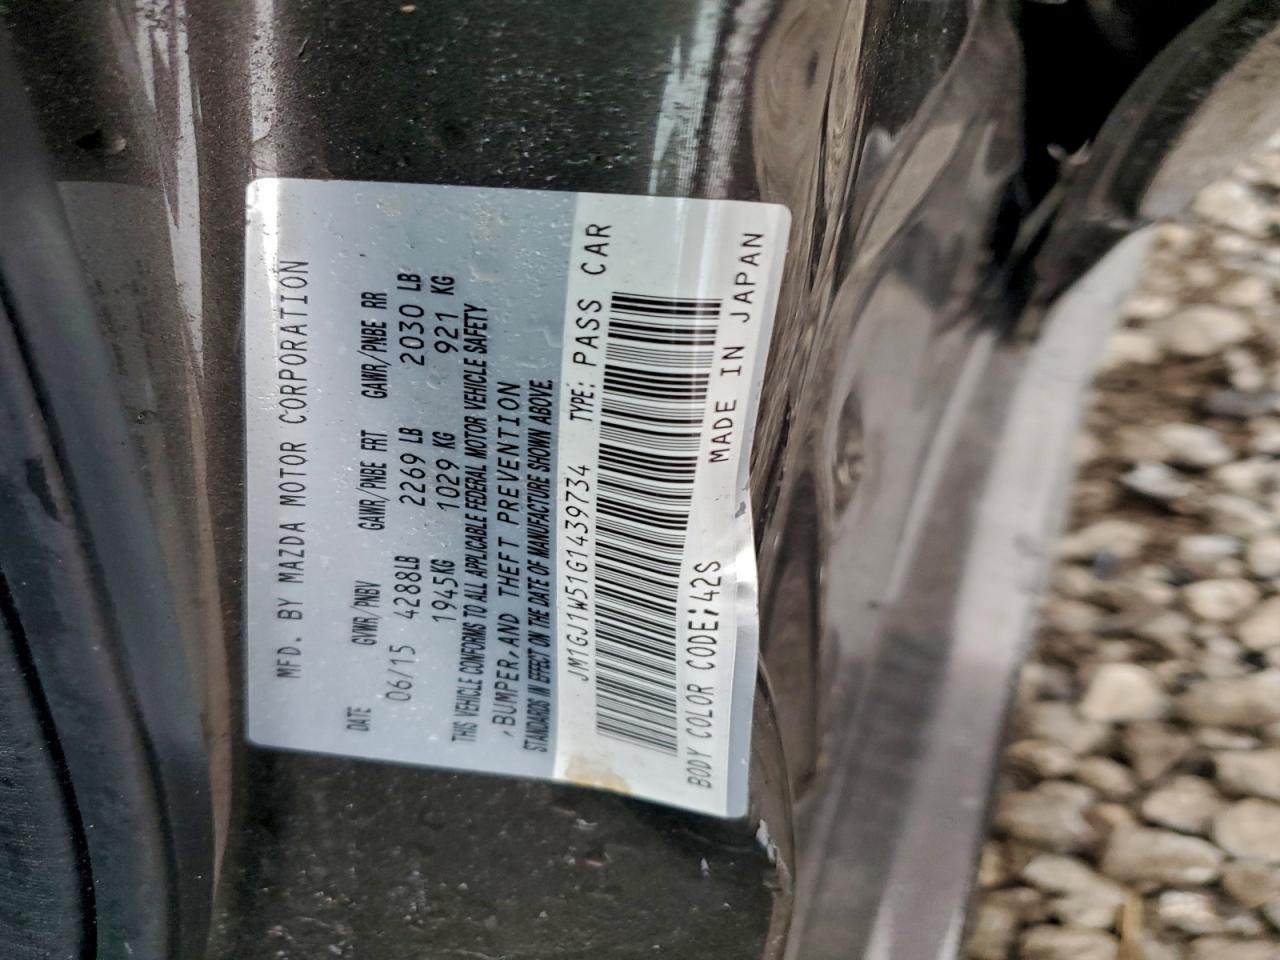 MFD. BY MAZDA MOTOR CORPORATION
DATE GVWR/PNBV GAWR/PNBE FRT GAWR/PNBE RR
06/15 4288LB 2269 LB 2030 LB
1945KG 1029 KG 921 KG
THIS VEHICLE CONFORMS TO ALL APPLICABLE FEDERAL MOTOR VEHICLE SAFETY
,BUMPER,AND THEFT PREVENTION
STANDARDS IN EFFECT ON THE DATE OF MANUFACTURE SHOWN ABOVE.
JM1GJ1W51G1439734 TYPE: PASS CAR
BODY COLOR CODE:42S MADE IN JAPAN